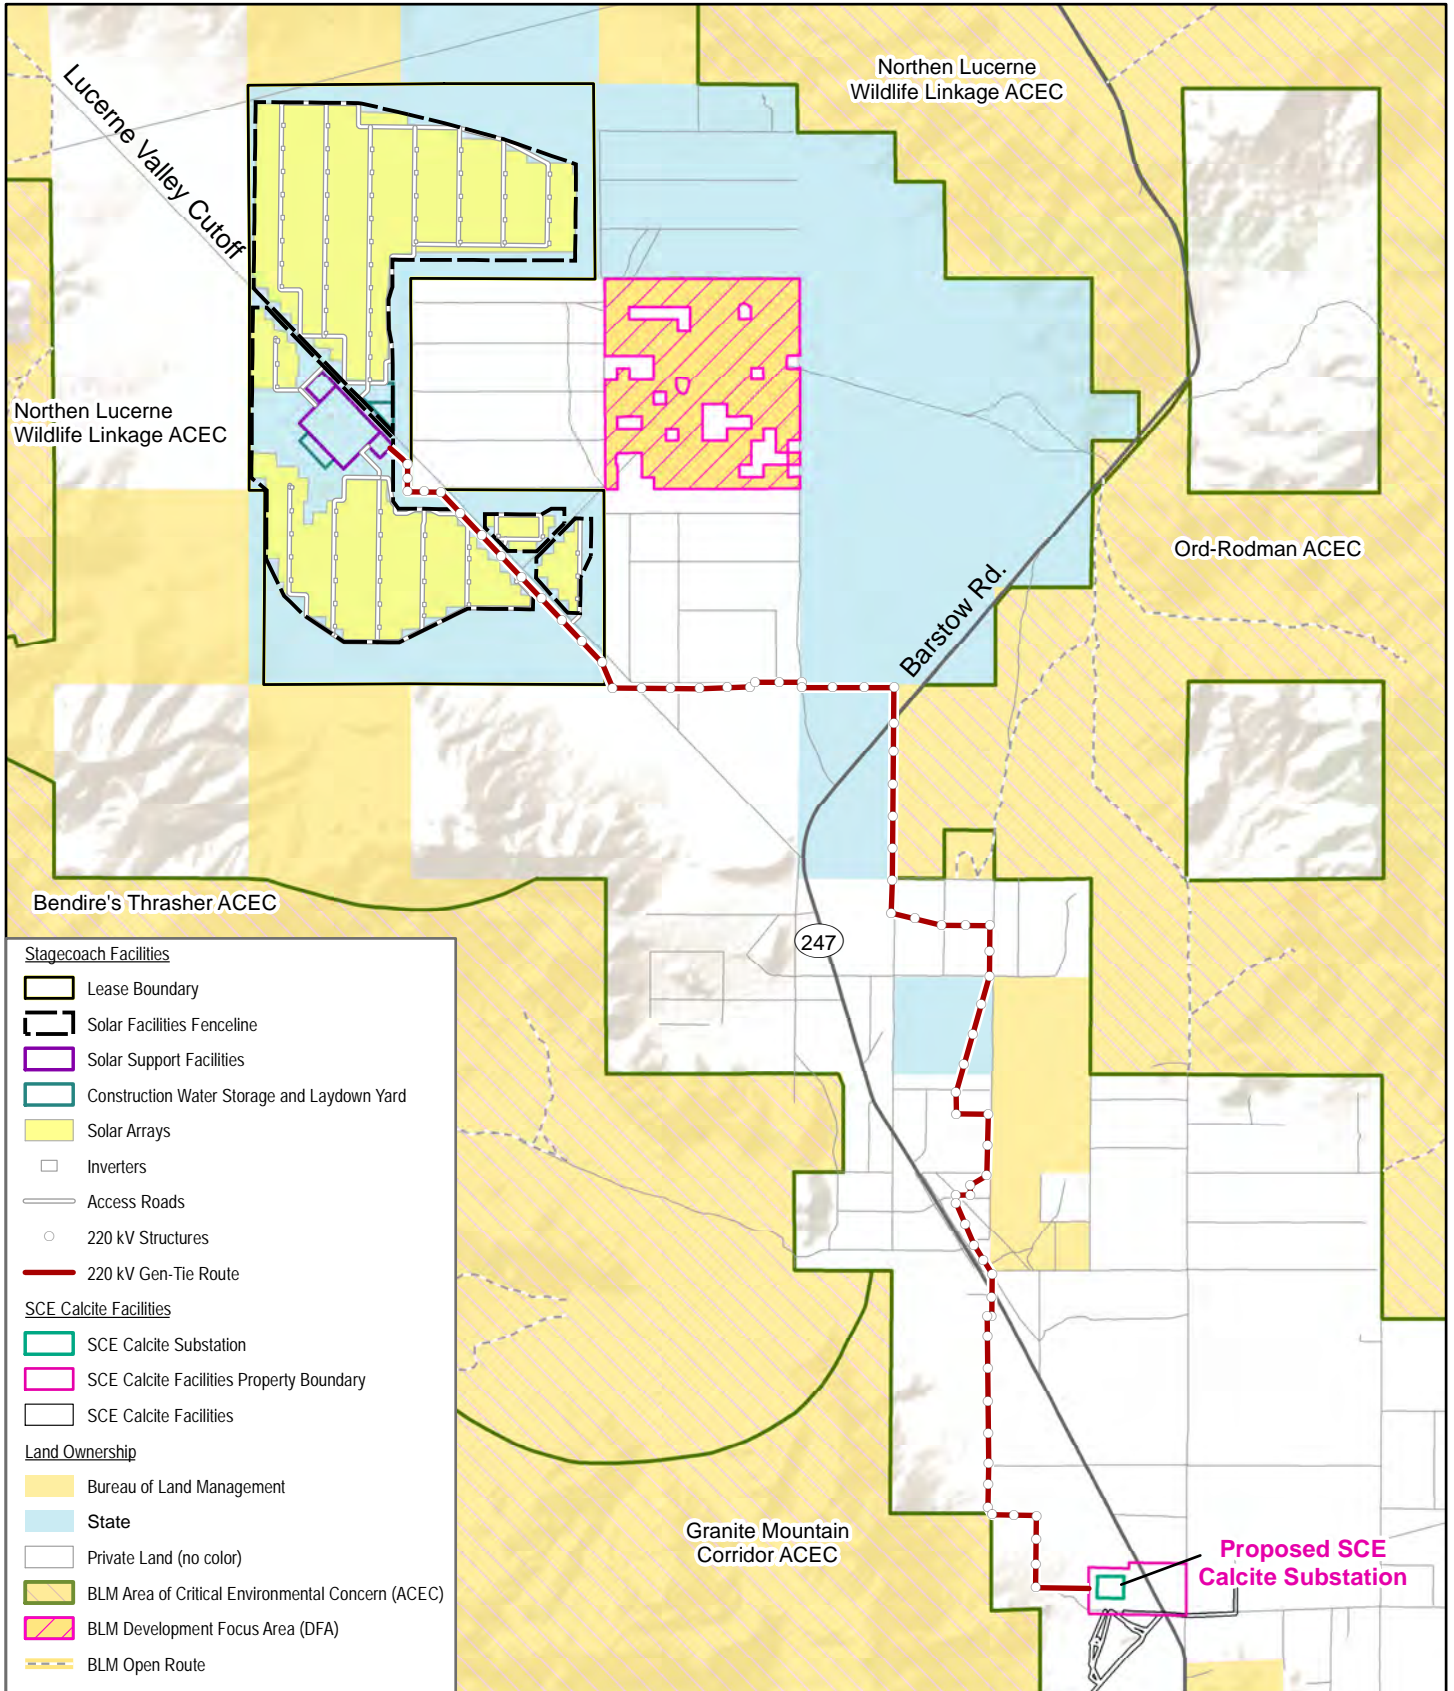 Northen Lucerne
Wildlife Linkage ACEC
Lucerne Valley Cutoff
Northen Lucerne
Wildlife Linkage ACEC
Ord-Rodman ACEC
Barstow Rd.
Bendire's Thrasher ACEC
247
Granite Mountain
Corridor ACEC
Proposed SCE
Calcite Substation
Stagecoach Facilities
Lease Boundary
Solar Facilities Fenceline
Solar Support Facilities
Construction Water Storage and Laydown Yard
Solar Arrays
Inverters
Access Roads
220 kV Structures
220 kV Gen-Tie Route
SCE Calcite Facilities
SCE Calcite Substation
SCE Calcite Facilities Property Boundary
SCE Calcite Facilities
Land Ownership
Bureau of Land Management
State
Private Land (no color)
BLM Area of Critical Environmental Concern (ACEC)
BLM Development Focus Area (DFA)
BLM Open Route